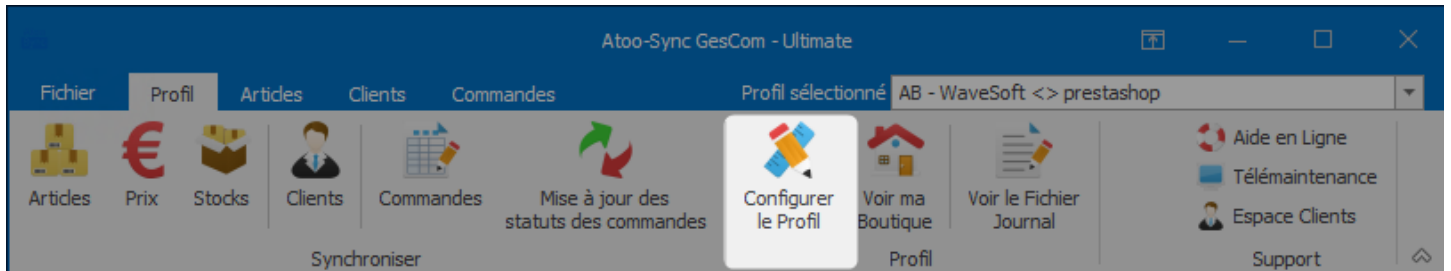 Atoo-Sync GesCom - Ultimate
Fichier Profil Articles Clients Commandes Profil sélectionné AB - WaveSoft <> prestashop
Articles Prix Stocks Clients Commandes Mise à jour des
statuts des commandes
Configurer
le Profil
Voir ma
Boutique
Voir le Fichier
Journal
Aide en Ligne
Télémaintenance
Espace Clients
Synchroniser Profil Support